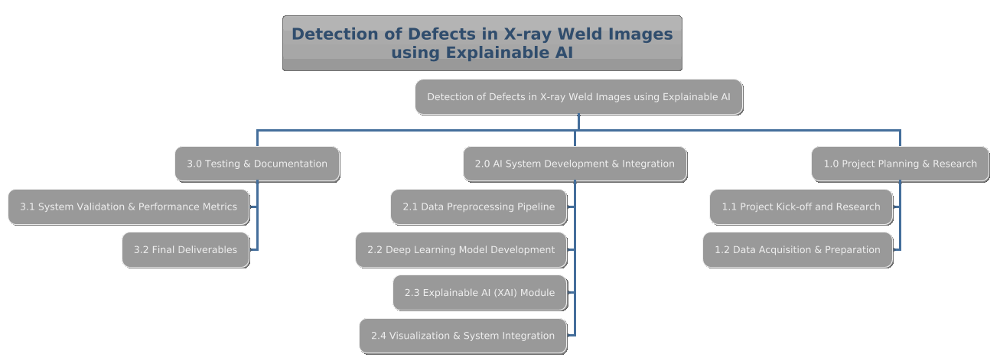 Detection of Defects in X-ray Weld Images
using Explainable AI
Detection of Defects in X-ray Weld Images using Explainable AI
3.0 Testing & Documentation
2.0 AI System Development & Integration
1.0 Project Planning & Research
3.1 System Validation & Performance Metrics
2.1 Data Preprocessing Pipeline
1.1 Project Kick-off and Research
3.2 Final Deliverables
2.2 Deep Learning Model Development
1.2 Data Acquisition & Preparation
2.3 Explainable AI (XAI) Module
2.4 Visualization & System Integration